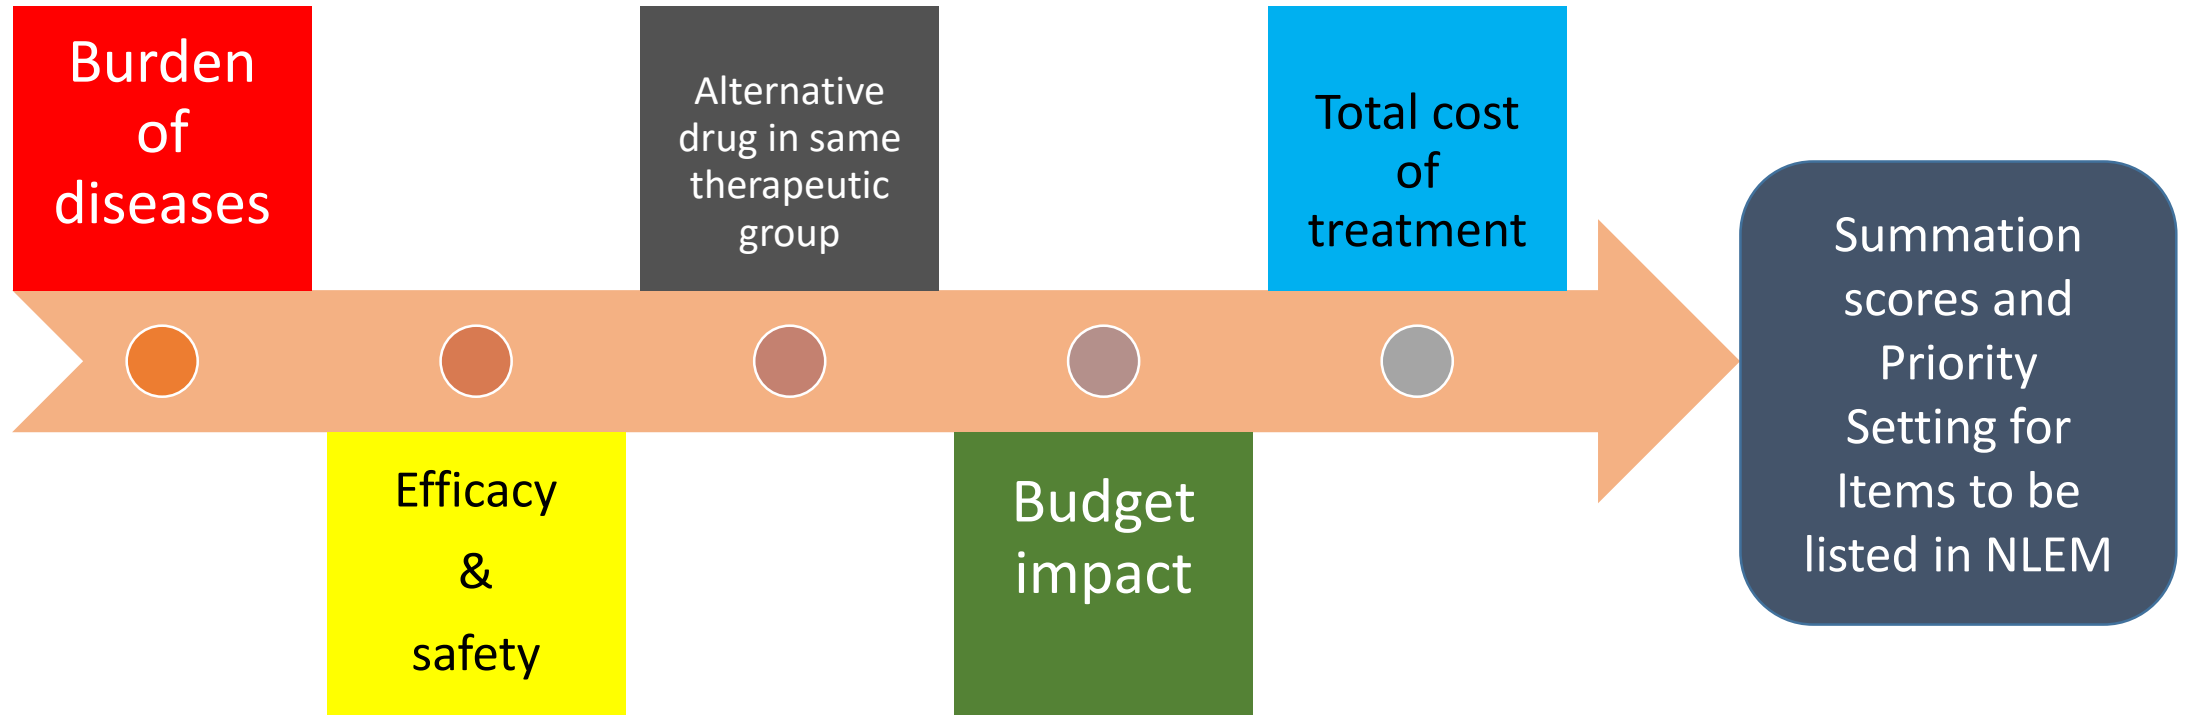 Burden
of
diseases
Efficacy
&
safety
Alternative
drug in same
therapeutic
group
Budget
impact
Total cost
of
treatment
Summation
scores and
Priority
Setting for
Items to be
listed in NLEM